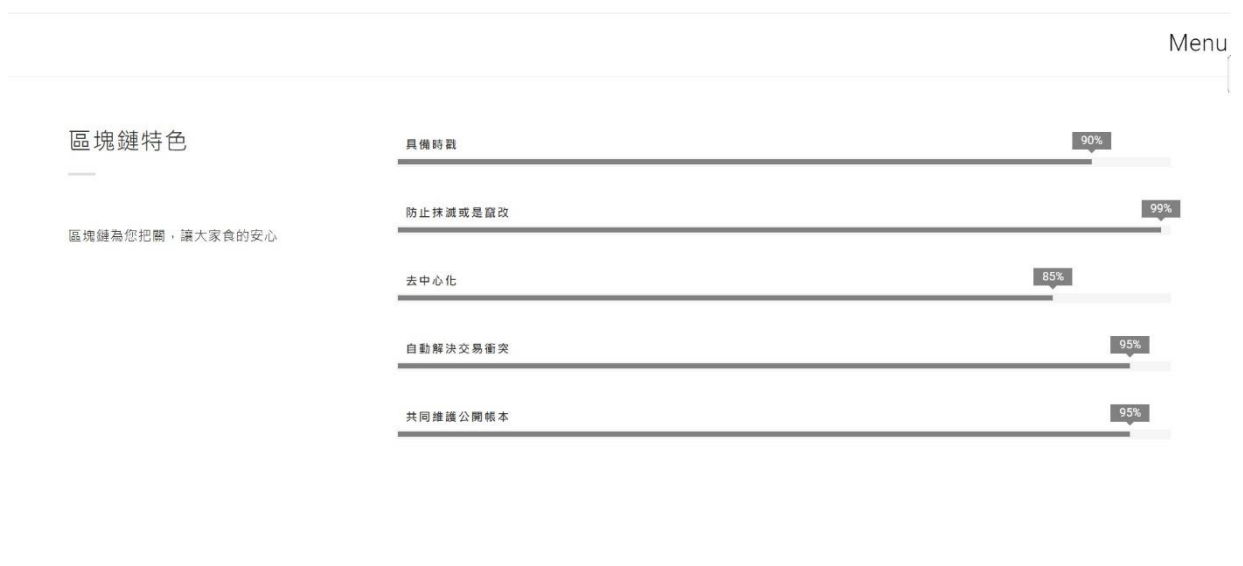 Menu
區塊鏈特色
區塊鏈為您把關，讓大家食的安心
具備時戳
90%
防止抹滅或是竄改
99%
去中心化
85%
自動解決交易衝突
95%
共同維護公開帳本
95%